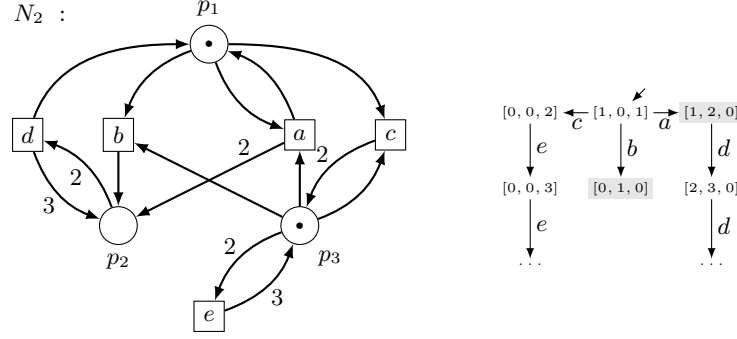 N₂ :
p₁
d
b
a
c
2
2
2
3
p₂
p₃
2
3
e
[0, 0, 2] c [1, 0, 1] a [1, 2, 0]
e b d
[0, 0, 3] [0, 1, 0] [2, 3, 0]
e d
. . . . . .